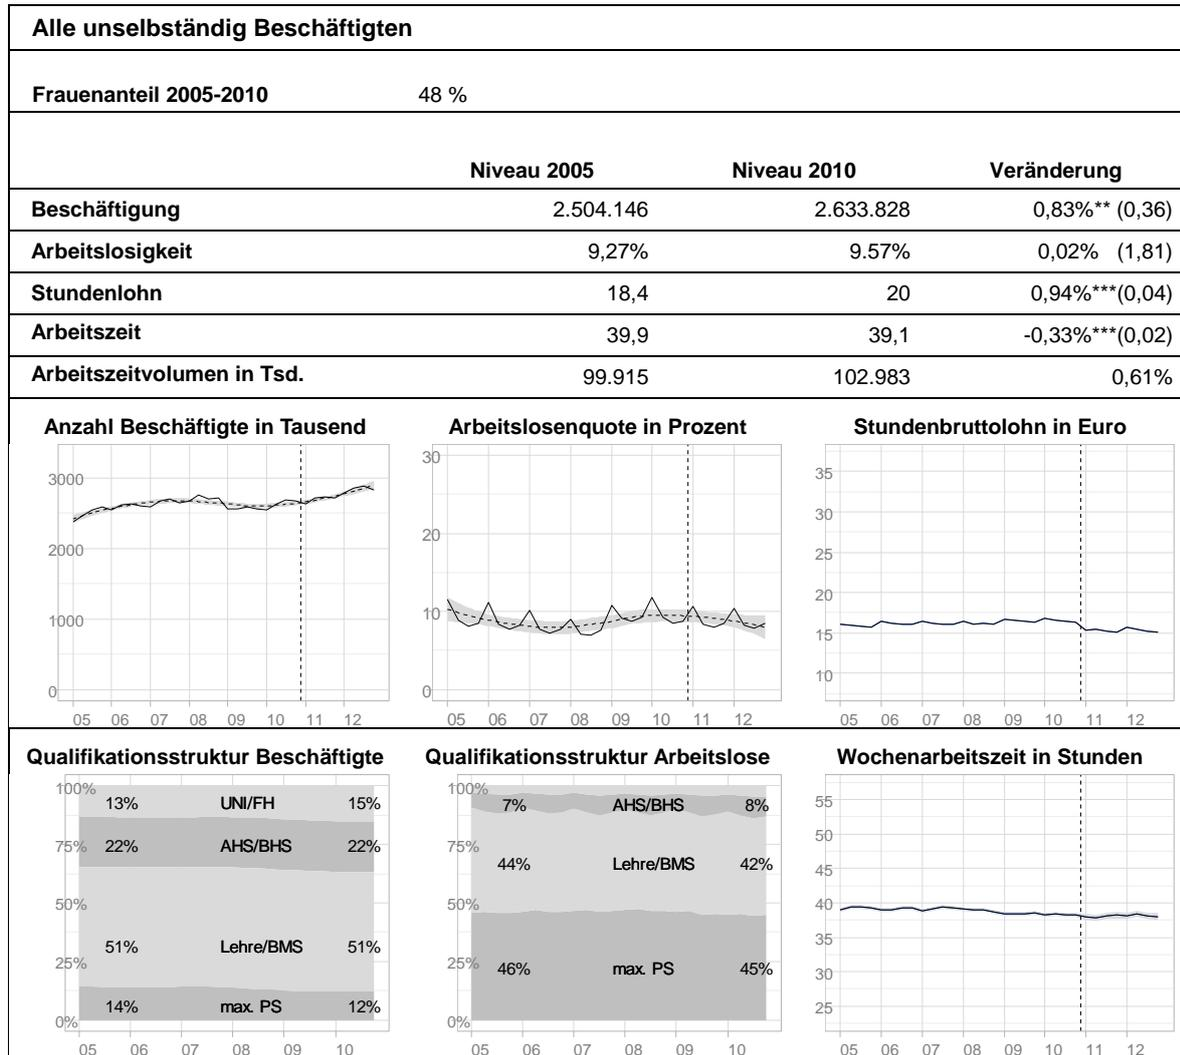 Alle unselbständig Beschäftigten
Frauenanteil 2005-2010 48 %
Niveau 2005 Niveau 2010 Veränderung
Beschäftigung 2.504.146 2.633.828 0,83%** (0,36)
Arbeitslosigkeit 9,27% 9.57% 0,02% (1,81)
Stundenlohn 18,4 20 0,94%***(0,04)
Arbeitszeit 39,9 39,1 -0,33%***(0,02)
Arbeitszeitvolumen in Tsd. 99.915 102.983 0,61%
Anzahl Beschäftigte in Tausend
3000
2000
1000
0
05 06 07 08 09 10 11 12
Arbeitslosenquote in Prozent
30
20
10
0
05 06 07 08 09 10 11 12
Stundenbruttolohn in Euro
35
30
25
20
15
10
05 06 07 08 09 10 11 12
Qualifikationsstruktur Beschäftigte
100%
13% UNI/FH 15%
75%
22% AHS/BHS 22%
50%
51% Lehre/BMS 51%
25%
14% max. PS 12%
0%
05 06 07 08 09 10
Qualifikationsstruktur Arbeitslose
100%
7% AHS/BHS 8%
75%
44% Lehre/BMS 42%
50%
25%
46% max. PS 45%
0%
05 06 07 08 09 10
Wochenarbeitszeit in Stunden
55
50
45
40
35
30
25
05 06 07 08 09 10 11 12